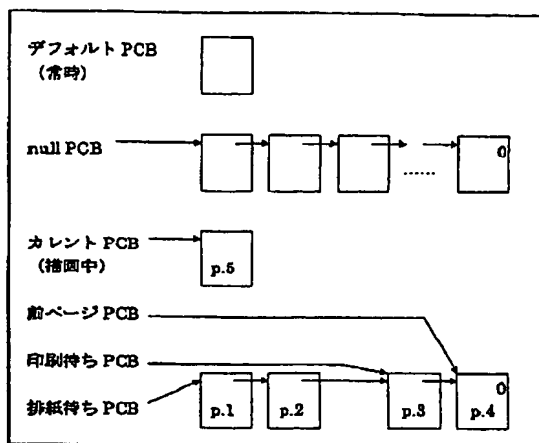 デフォルト PCB
（常時）
null PCB
0
......
カレント PCB
（描画中）
p.5
前ページ PCB
印刷待ち PCB
排紙待ち PCB
p.1
p.2
p.3
0
p.4